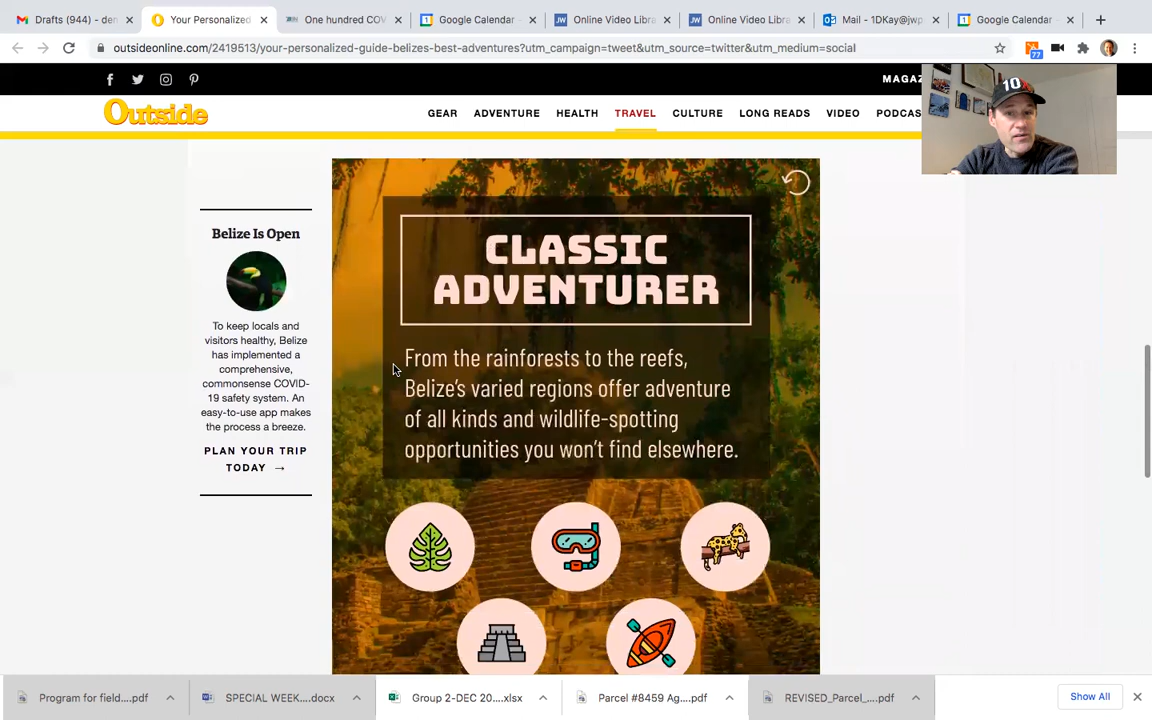 Drafts (944) - den
Your Personalized
One hundred COV
Google Calendar -
Online Video Libra
Online Video Libra
Mail - 1DKay@jwp
Google Calendar -
outsideonline.com/2419513/your-personalized-guide-belizes-best-adventures?utm_campaign=tweet&utm_source=twitter&utm_medium=social
77
MAGAZ
Outside
GEAR ADVENTURE HEALTH TRAVEL CULTURE LONG READS VIDEO PODCAS
10
Belize Is Open
To keep locals and
visitors healthy, Belize
has implemented a
comprehensive,
commonsense COVID-
19 safety system. An
easy-to-use app makes
the process a breeze.
PLAN YOUR TRIP
TODAY →
CLASSIC
ADVENTURER
From the rainforests to the reefs,
Belize's varied regions offer adventure
of all kinds and wildlife-spotting
opportunities you won't find elsewhere.
Program for field....pdf
SPECIAL WEEK....docx
Group 2-DEC 20....xlsx
Parcel #8459 Ag....pdf
REVISED_Parcel_....pdf
Show All